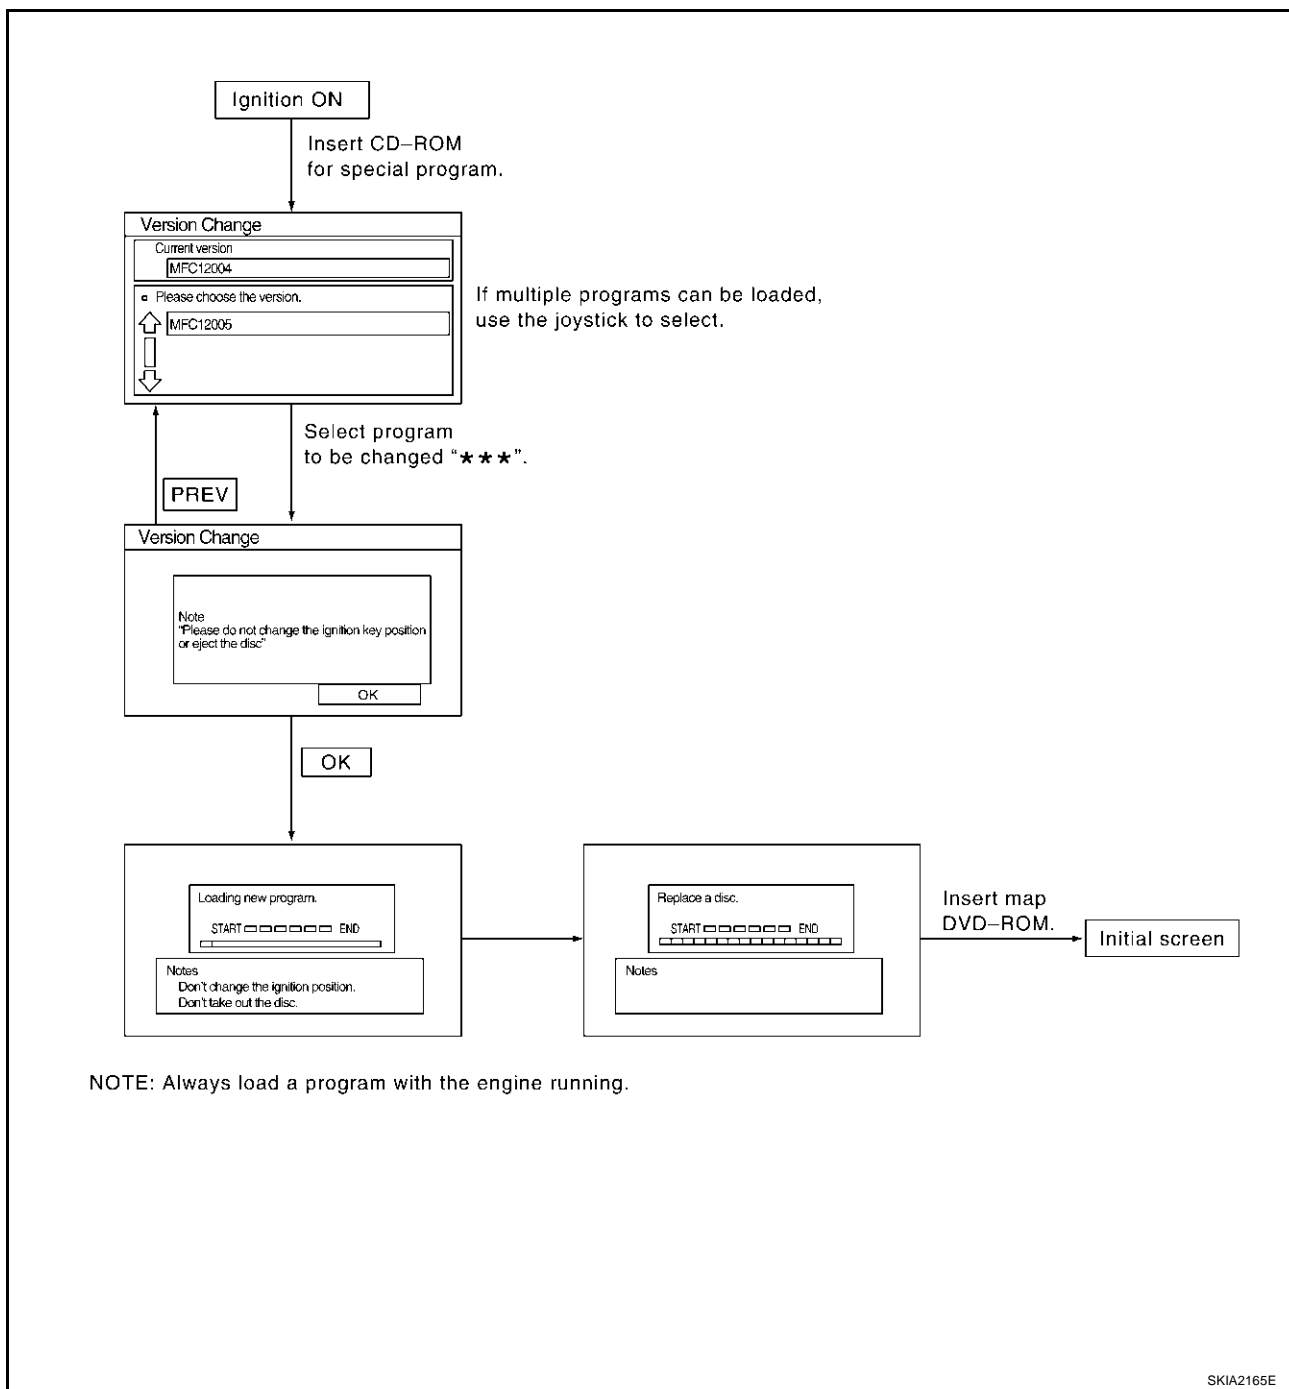 Ignition ON
Insert CD–ROM
for special program.
Version Change
Current version
MFC12004
Please choose the version.
MFC12005
If multiple programs can be loaded,
use the joystick to select.
Select program
to be changed “★★★”.
PREV
Version Change
Note
"Please do not change the ignition key position
or eject the disc"
OK
OK
Loading new program.
START END
Notes
Don't change the ignition position.
Don't take out the disc.
Replace a disc.
START END
Notes
Insert map
DVD–ROM.
Initial screen
NOTE: Always load a program with the engine running.
SKIA2165E